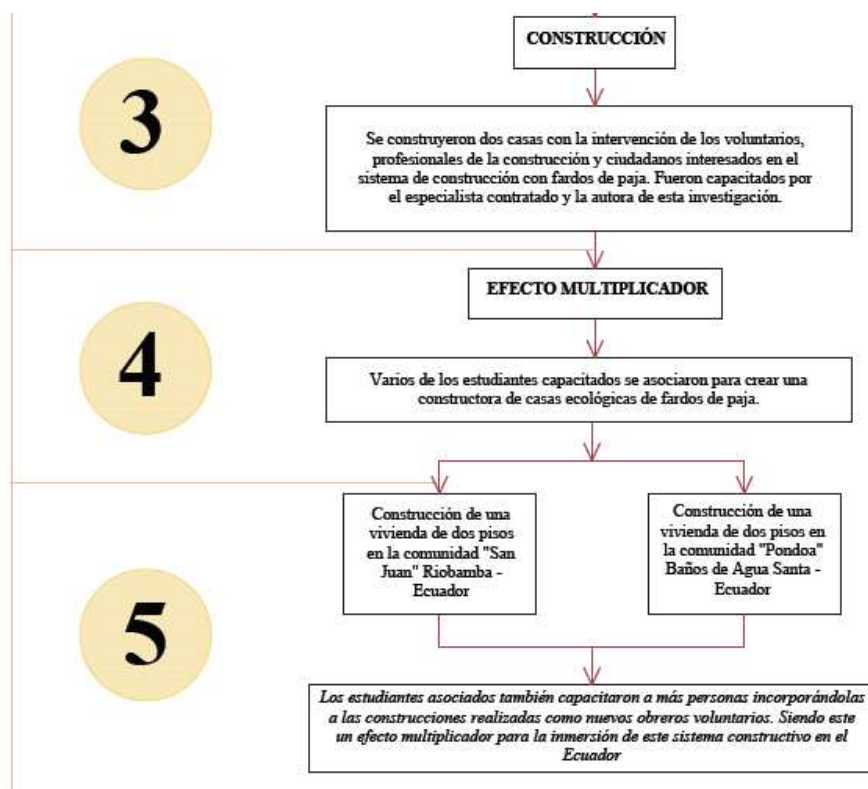 CONSTRUCCIÓN
3
Se construyeron dos casas con la intervención de los voluntarios,
profesionales de la construcción y ciudadanos interesados en el
sistema de construcción con fardos de paja. Fueron capacitados por
el especialista contratado y la autora de esta investigación.
EFECTO MULTIPLICADOR
4
Varios de los estudiantes capacitados se asociaron para crear una
constructora de casas ecológicas de fardos de paja.
5
Construcción de una
vivienda de dos pisos
en la comunidad "San
Juan" Riobamba -
Ecuador
Construcción de una
vivienda de dos pisos en
la comunidad "Pondoa"
Baños de Agua Santa -
Ecuador
Los estudiantes asociados también capacitaron a más personas incorporándolas
a las construcciones realizadas como nuevos obreros voluntarios. Siendo este
un efecto multiplicador para la inmersión de este sistema constructivo en el
Ecuador